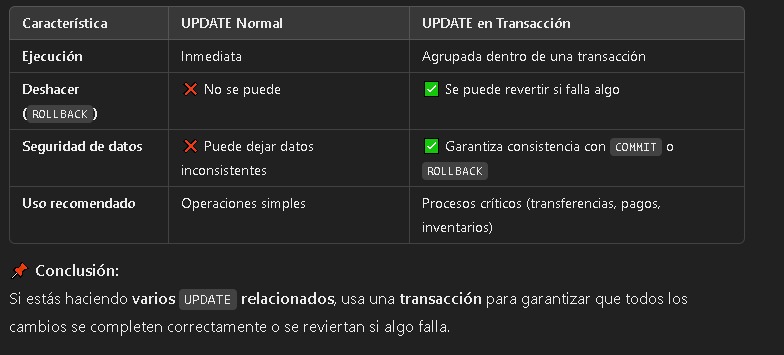 Característica UPDATE Normal UPDATE en Transacción
Ejecución Inmediata Agrupada dentro de una transacción
Deshacer ❌ No se puede ✅ Se puede revertir si falla algo
(ROLLBACK)
Seguridad de datos ❌ Puede dejar datos ✅ Garantiza consistencia con COMMIT o
inconsistentes ROLLBACK
Uso recomendado Operaciones simples Procesos críticos (transferencias, pagos,
inventarios)
📌 Conclusión:
Si estás haciendo varios UPDATE relacionados, usa una transacción para garantizar que todos los
cambios se completen correctamente o se reviertan si algo falla.